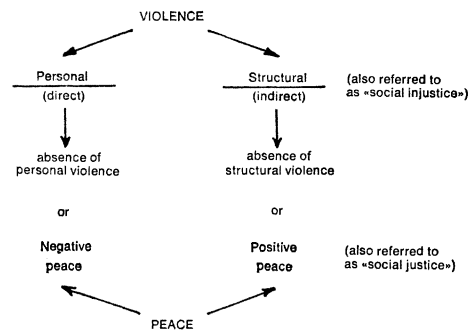 VIOLENCE
Personal
(direct)
Structural
(indirect)
(also referred to
as «social injustice»)
absence of
personal violence
absence of
structural violence
or
or
Negative
peace
Positive
peace
(also referred to
as «social justice»)
PEACE